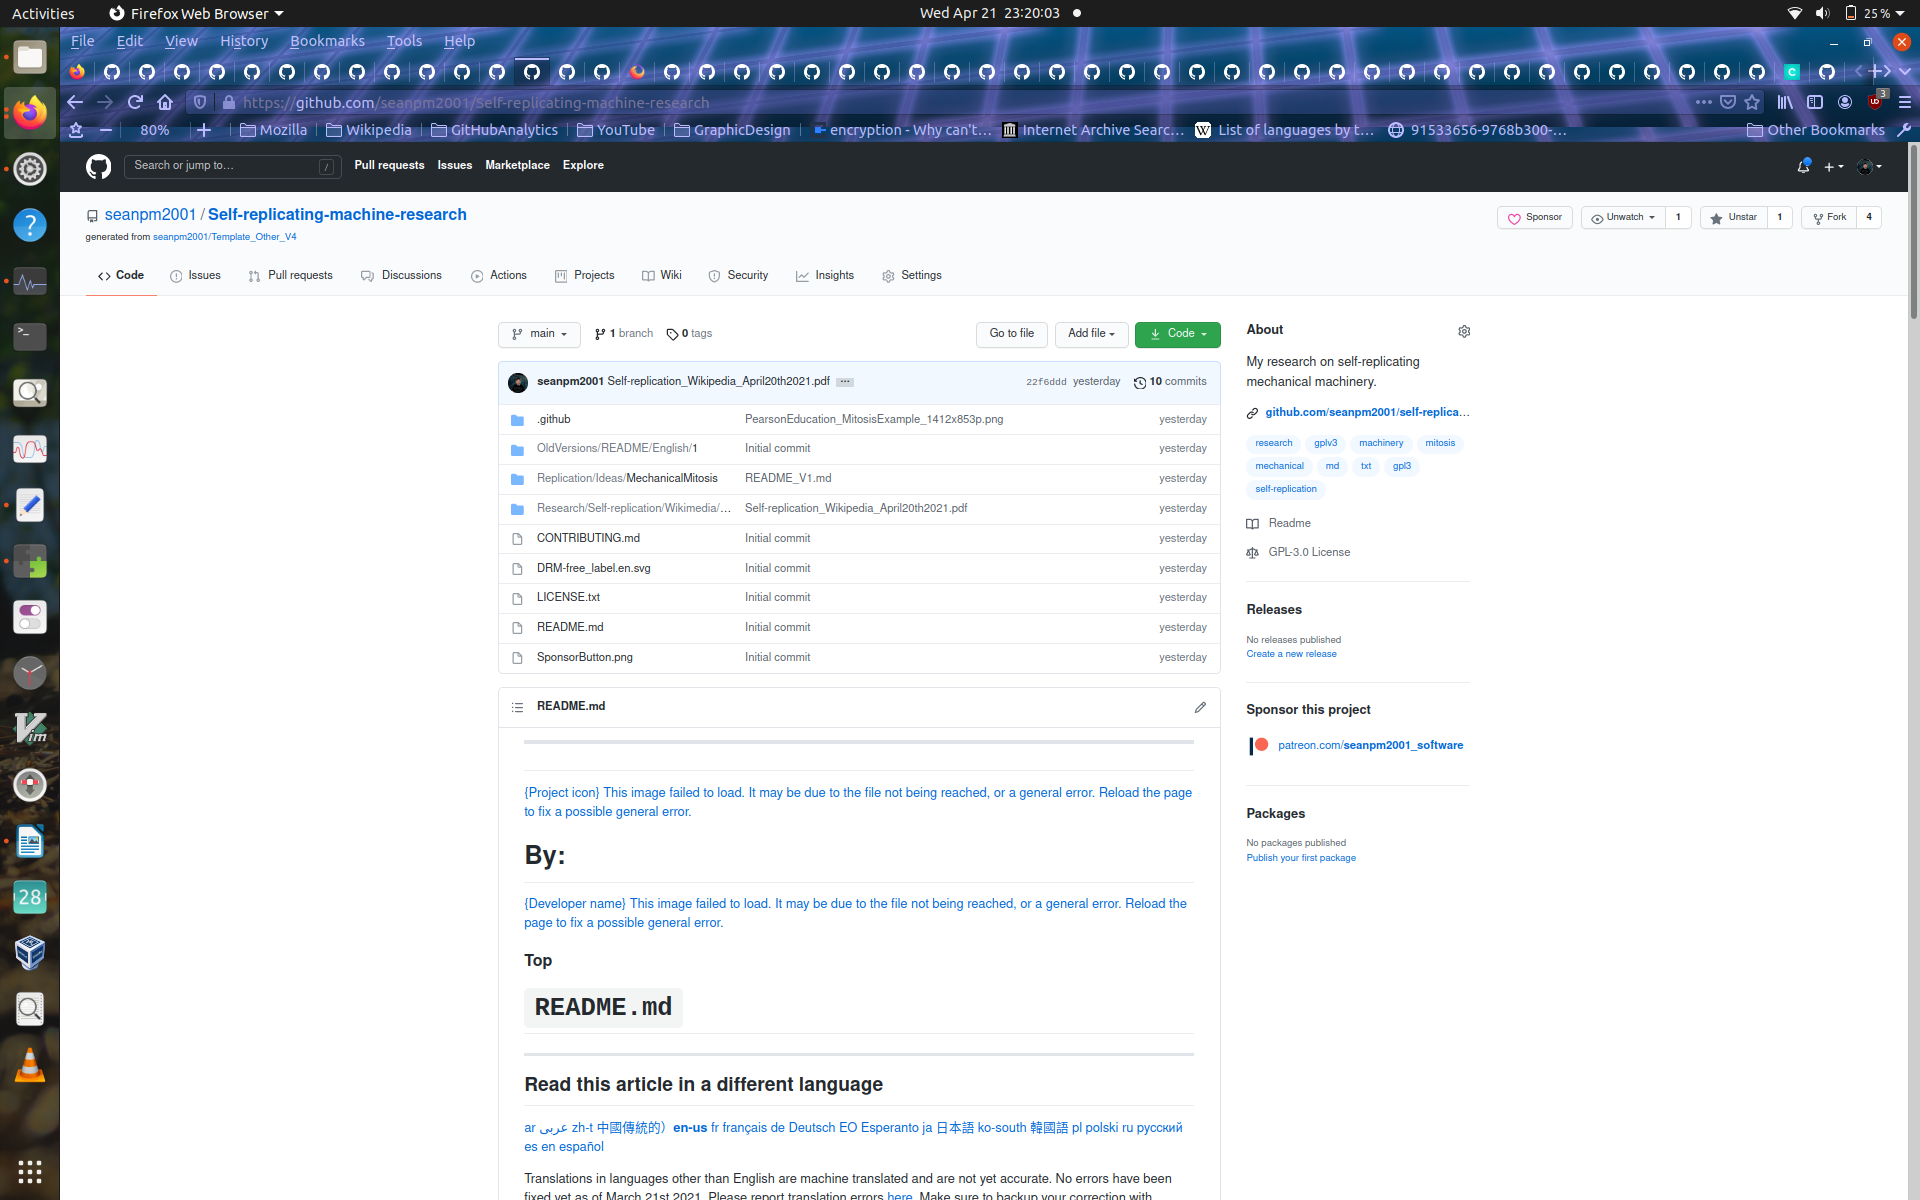 Activities
Firefox Web Browser
Wed Apr 21 23:20:03
25 %
File Edit View History Bookmarks Tools Help
https://github.com/seanpm2001/Self-replicating-machine-research
3
80%
Mozilla
Wikipedia
GitHubAnalytics
YouTube
GraphicDesign
encryption - Why can't…
Internet Archive Searc…
List of languages by t…
91533656-9768b300-…
Other Bookmarks
Search or jump to…
/
Pull requests Issues Marketplace Explore
seanpm2001 / Self-replicating-machine-research
generated from seanpm2001/Template_Other_V4
Sponsor
Unwatch 1
Unstar 1
Fork 4
Code Issues Pull requests Discussions Actions Projects Wiki Security Insights Settings
main
1 branch
0 tags
Go to file
Add file
Code
seanpm2001 Self-replication_Wikipedia_April20th2021.pdf ...
22f6ddd yesterday
10 commits
.github PearsonEducation_MitosisExample_1412x853p.png yesterday
OldVersions/README/English/1 Initial commit yesterday
Replication/Ideas/MechanicalMitosis README_V1.md yesterday
Research/Self-replication/Wikimedia/... Self-replication_Wikipedia_April20th2021.pdf yesterday
CONTRIBUTING.md Initial commit yesterday
DRM-free_label.en.svg Initial commit yesterday
LICENSE.txt Initial commit yesterday
README.md Initial commit yesterday
SponsorButton.png Initial commit yesterday
README.md
{Project icon} This image failed to load. It may be due to the file not being reached, or a general error. Reload the page
to fix a possible general error.
By:
{Developer name} This image failed to load. It may be due to the file not being reached, or a general error. Reload the
page to fix a possible general error.
Top
README.md
Read this article in a different language
ar عربى zh-t 中國傳統的） en-us fr français de Deutsch EO Esperanto ja 日本語 ko-south 韓國語 pl polski ru русский
es en español
Translations in languages other than English are machine translated and are not yet accurate. No errors have been
fixed yet as of March 21st 2021. Please report translation errors here. Make sure to backup your correction with
About
My research on self-replicating
mechanical machinery.
github.com/seanpm2001/self-replica…
research gplv3 machinery mitosis
mechanical md txt gpl3
self-replication
Readme
GPL-3.0 License
Releases
No releases published
Create a new release
Sponsor this project
patreon.com/seanpm2001_software
Packages
No packages published
Publish your first package
28
Vim